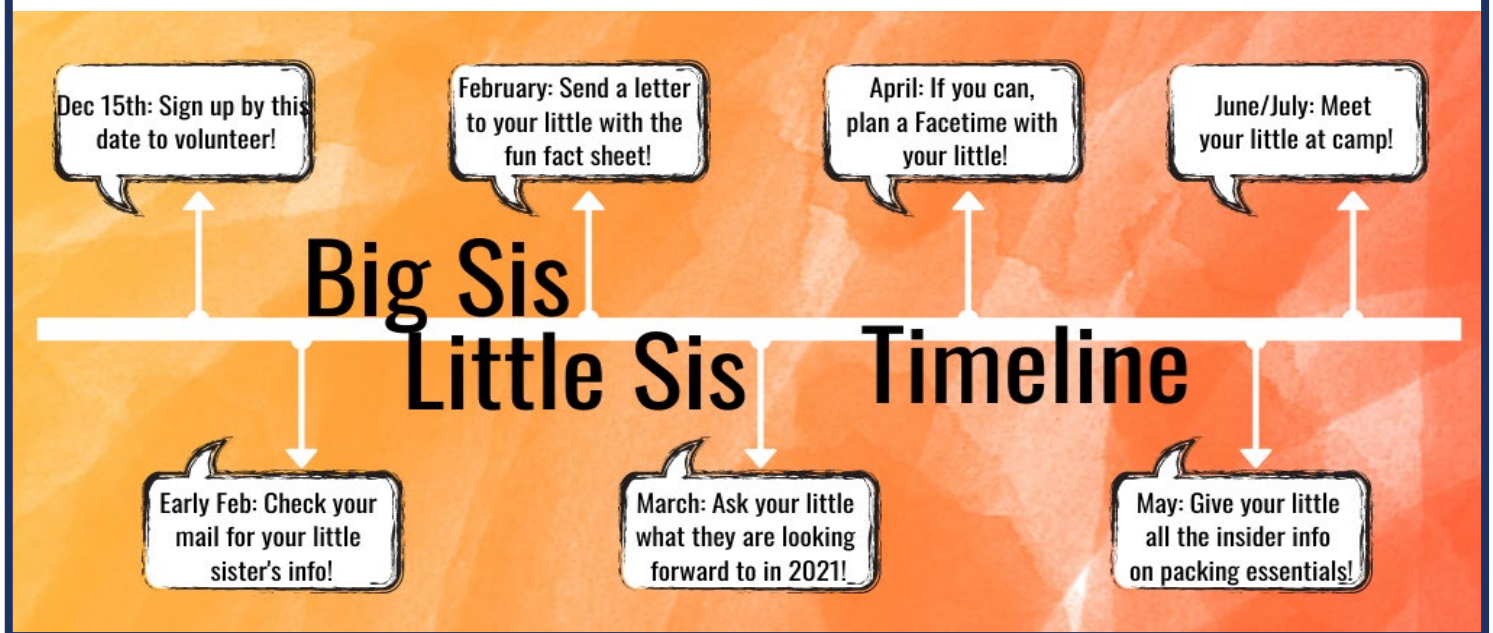 Dec 15th: Sign up by this
date to volunteer!
February: Send a letter
to your little with the
fun fact sheet!
April: If you can,
plan a Facetime with
your little!
June/July: Meet
your little at camp!
Big Sis
Little Sis
Timeline
Early Feb: Check your
mail for your little
sister's info!
March: Ask your little
what they are looking
forward to in 2021!
May: Give your little
all the insider info
on packing essentials!